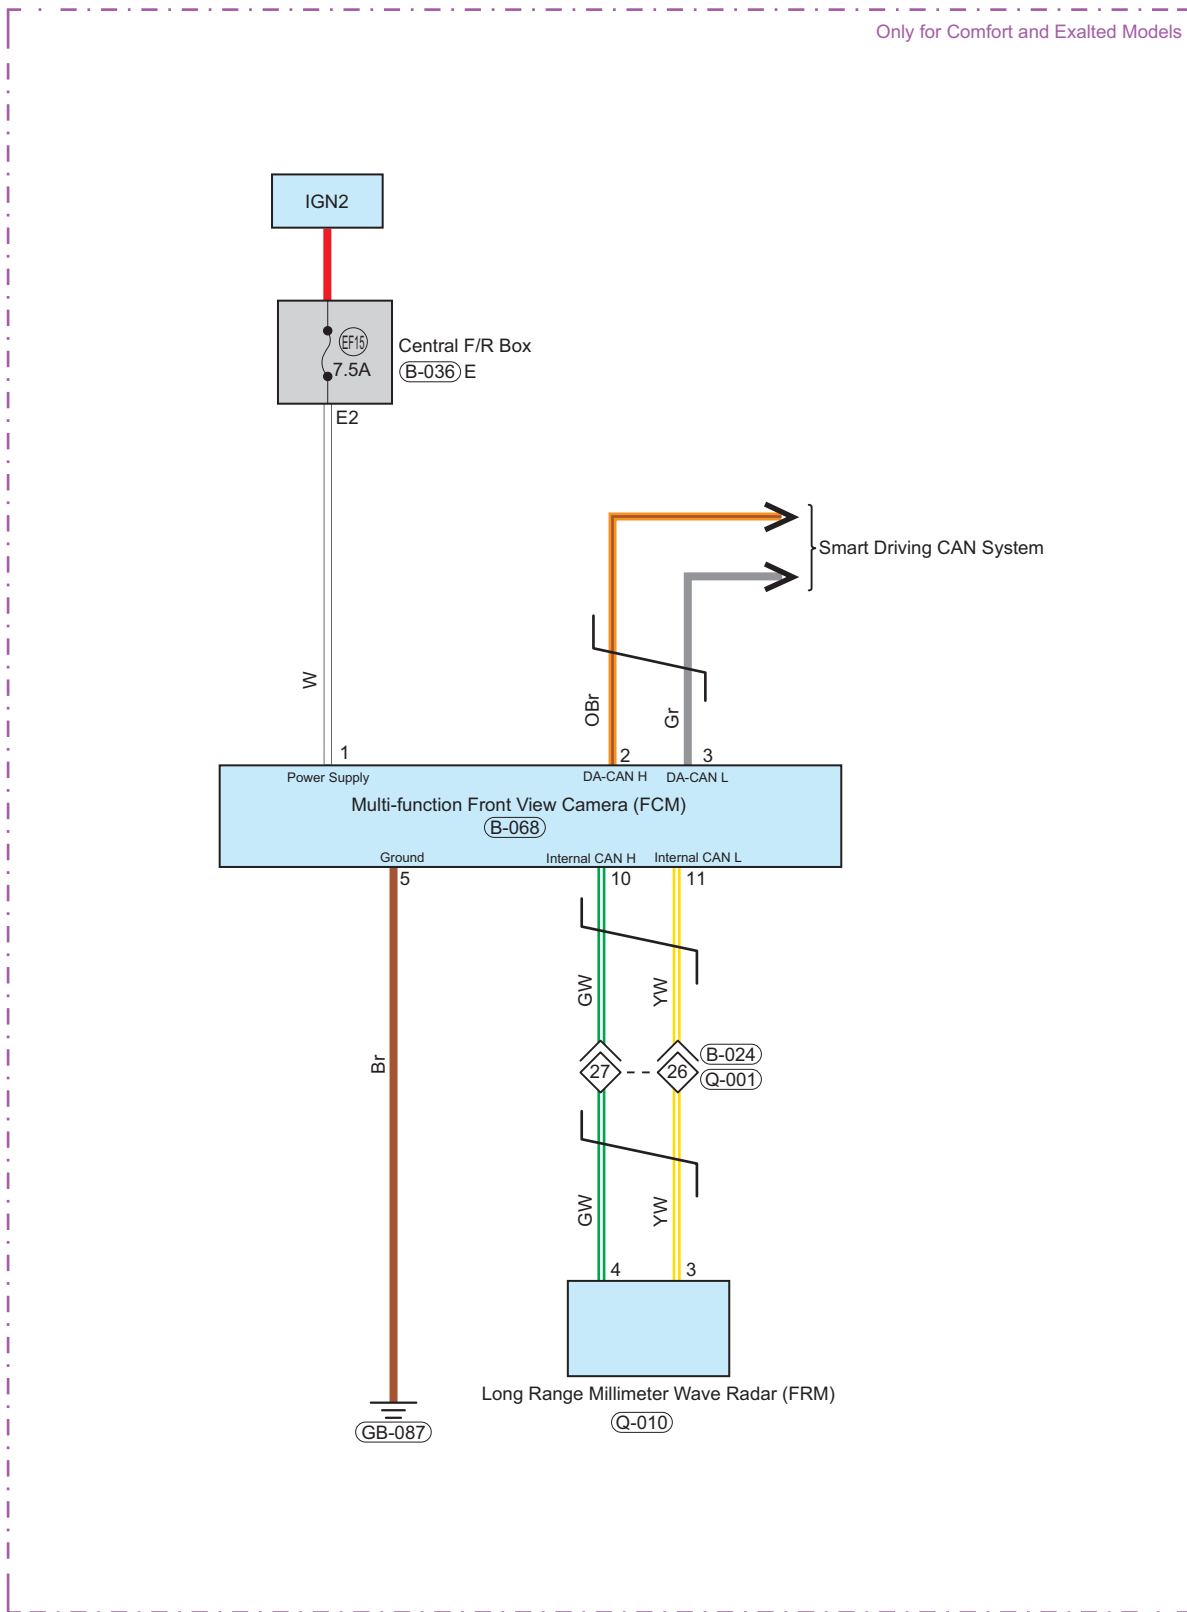 Only for Comfort and Exalted Models
IGN2
EF15
7.5A
Central F/R Box
B-036 E
E2
Smart Driving CAN System
W
OBr
Gr
1
2
3
Power Supply
DA-CAN H
DA-CAN L
Multi-function Front View Camera (FCM)
B-068
Ground
Internal CAN H
Internal CAN L
5
10
11
GW
YW
Br
27
26
B-024
Q-001
GW
YW
4
3
Long Range Millimeter Wave Radar (FRM)
Q-010
GB-087